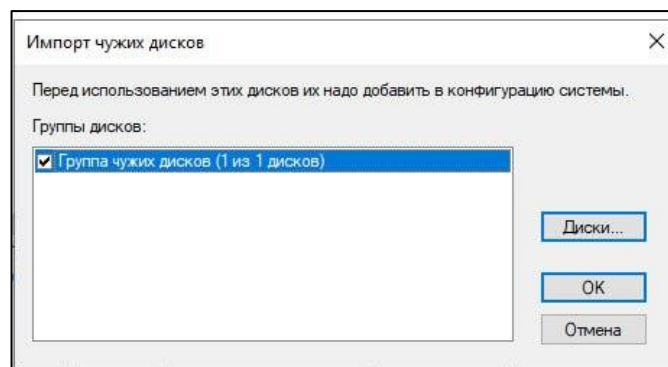 Импорт чужих дисков
Перед использованием этих дисков их надо добавить в конфигурацию системы.
Группы дисков:
Группа чужих дисков (1 из 1 дисков)
Диски...
OK
Отмена